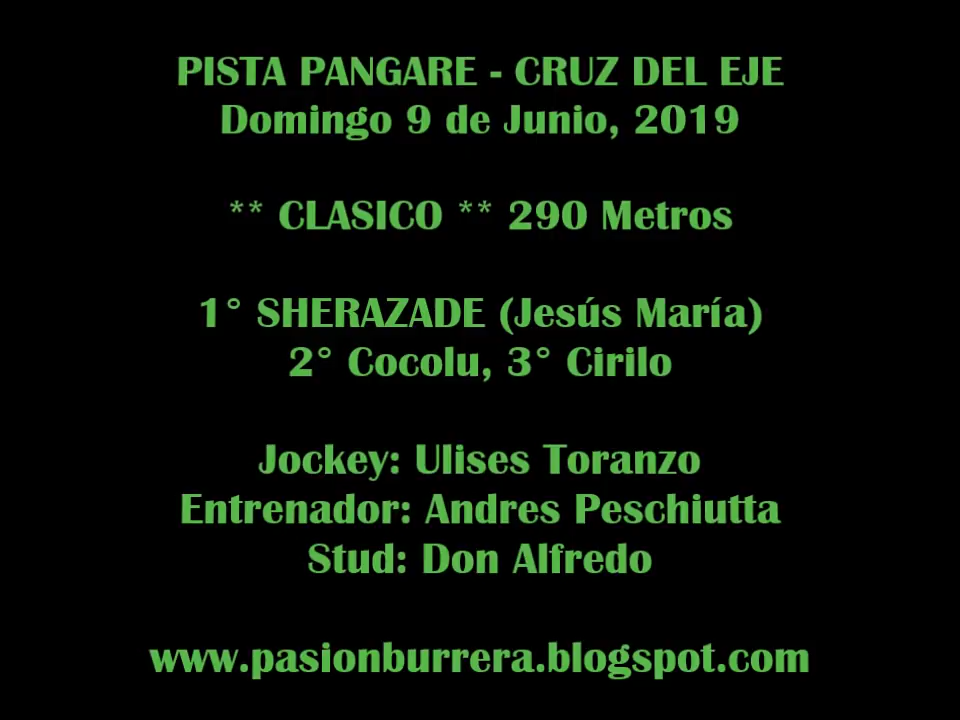 PISTA PANGARE - CRUZ DEL EJE
Domingo 9 de Junio, 2019
** CLASICO ** 290 Metros
1° SHERAZADE (Jesús María)
2° Cocolu, 3° Cirilo
Jockey: Ulises Toranzo
Entrenador: Andres Peschiutta
Stud: Don Alfredo
www.pasionburrera.blogspot.com